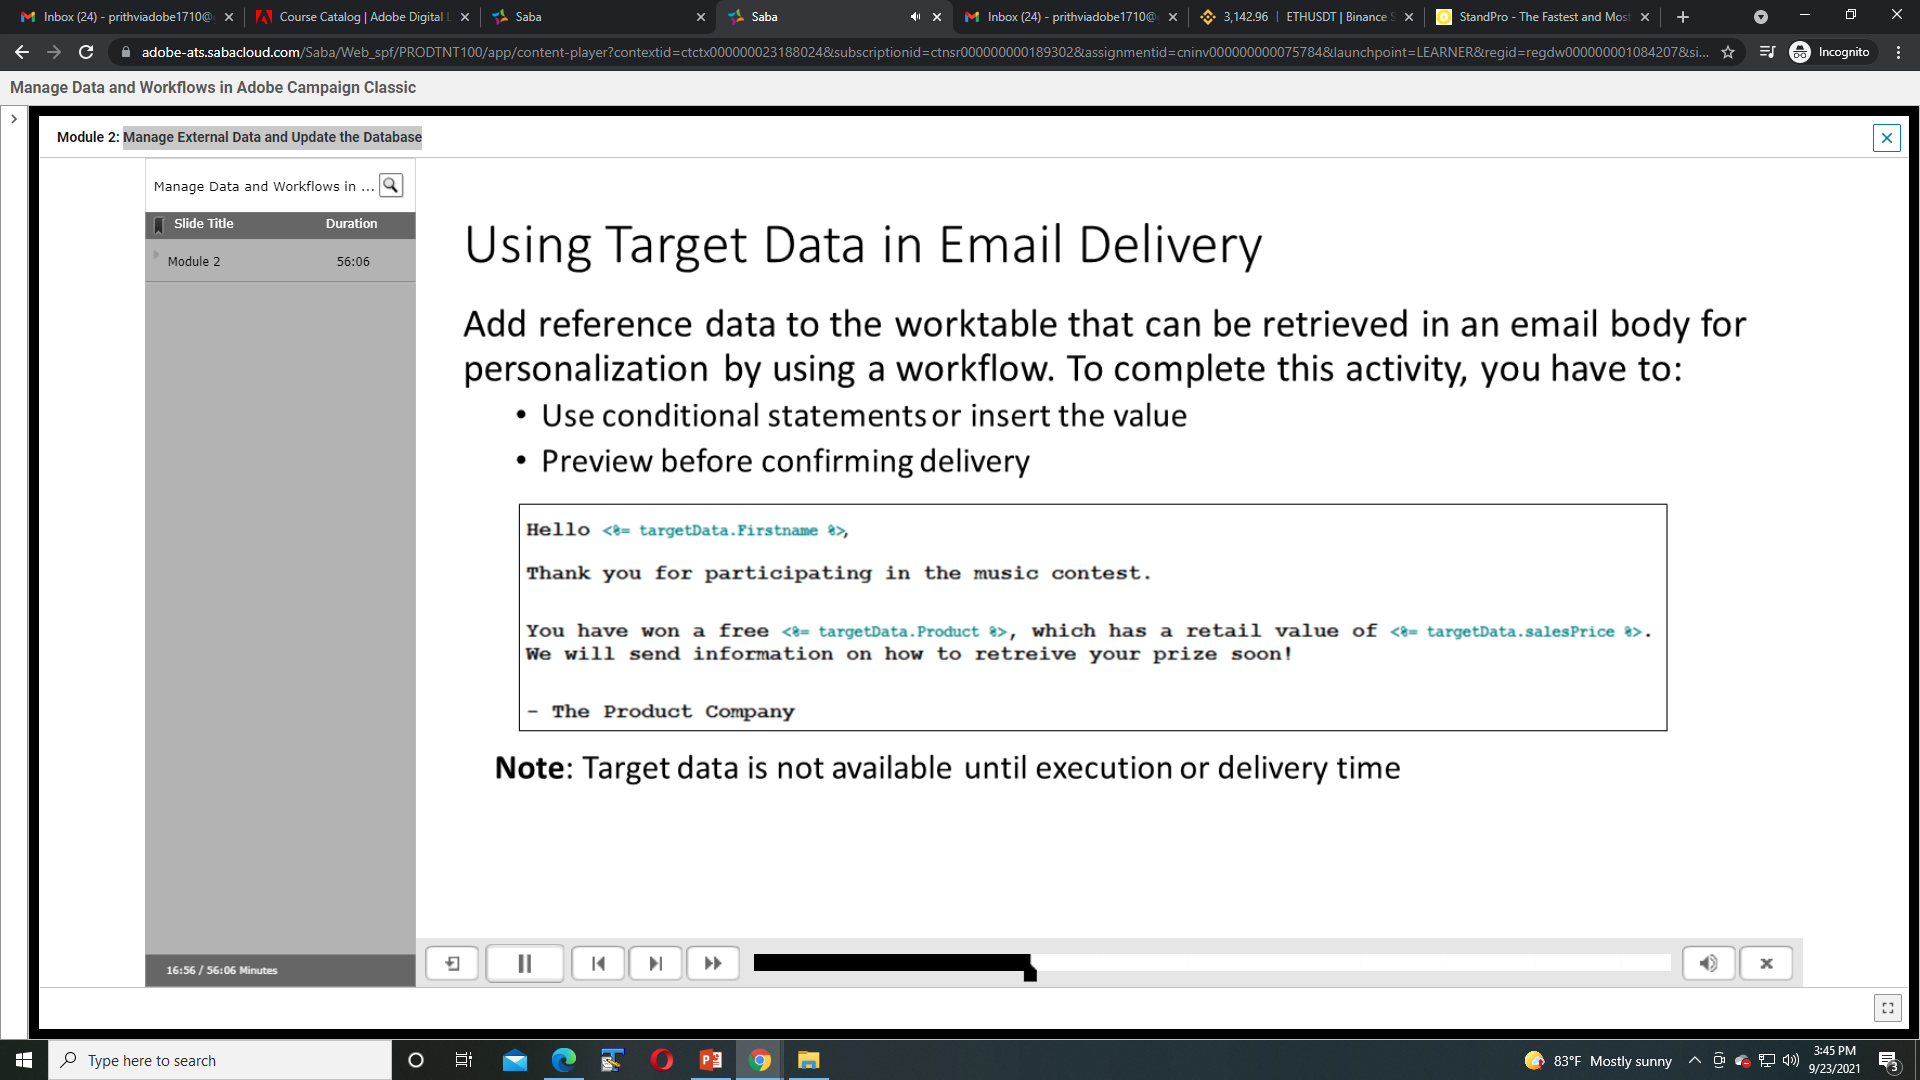 Inbox (24) - prithviadobe1710@
Course Catalog | Adobe Digital L
Saba
Saba
Inbox (24) - prithviadobe1710@
3,142.96 | ETHUSDT | Binance S
StandPro - The Fastest and Most
adobe-ats.sabacloud.com/Saba/Web_spf/PRODTNT100/app/content-player?contextid=ctctx000000023188024&subscriptionid=ctnsr0000000000189302&assignmentid=cninv000000000075784&launchpoint=LEARNER&regid=regdw000000001084207&si...
Incognito
Manage Data and Workflows in Adobe Campaign Classic
Module 2: Manage External Data and Update the Database
Manage Data and Workflows in ...
Slide Title Duration
Module 2 56:06
Using Target Data in Email Delivery
Add reference data to the worktable that can be retrieved in an email body for
personalization by using a workflow. To complete this activity, you have to:
• Use conditional statements or insert the value
• Preview before confirming delivery
Hello <%= targetData.Firstname %>,
Thank you for participating in the music contest.
You have won a free <%= targetData.Product %>, which has a retail value of <%= targetData.salesPrice %>.
We will send information on how to retreive your prize soon!
- The Product Company
Note: Target data is not available until execution or delivery time
16:56 / 56:06 Minutes
Type here to search
83°F Mostly sunny
3:45 PM
9/23/2021
3